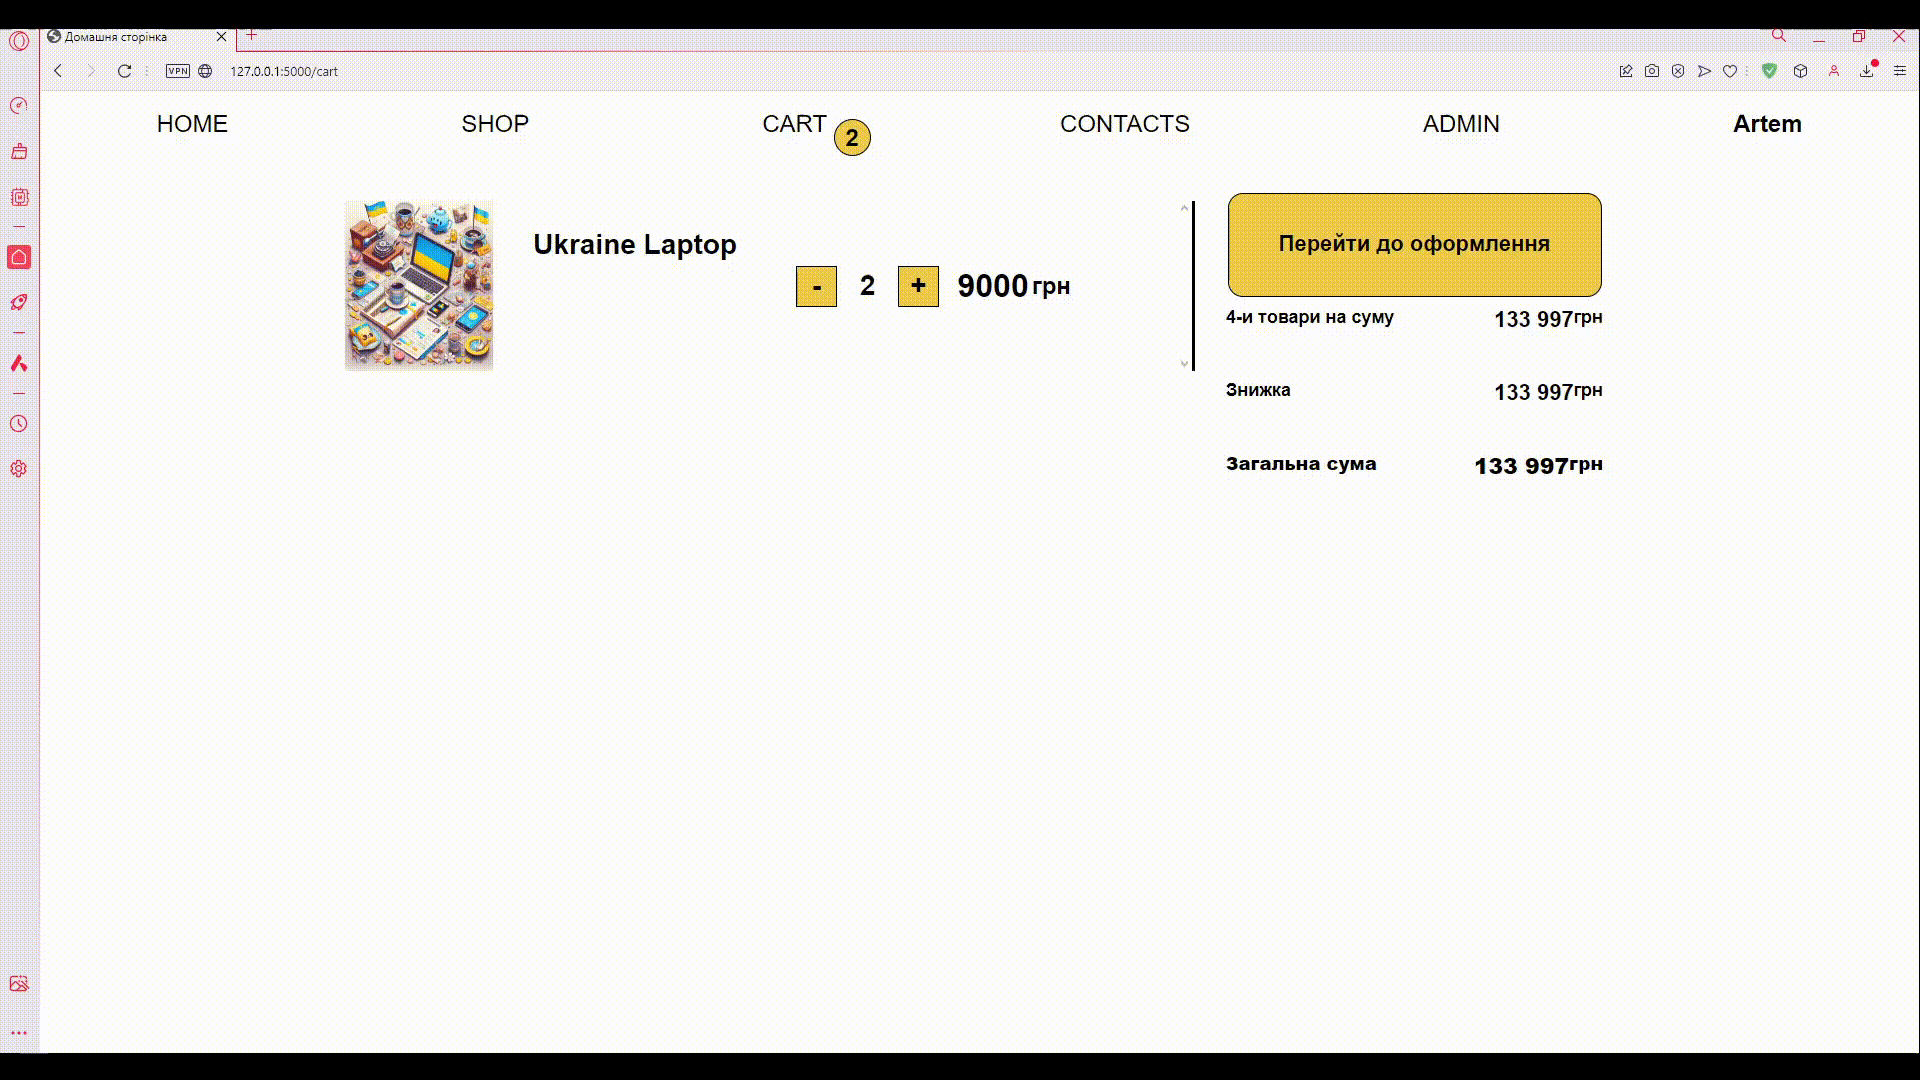 Домашня сторінка
VPN 127.0.0.1:5000/cart
HOME SHOP CART 2 CONTACTS ADMIN Artem
Ukraine Laptop
- 2 + 9000 грн
Перейти до оформлення
4-и товари на суму 133 997грн
Знижка 133 997грн
Загальна сума 133 997грн